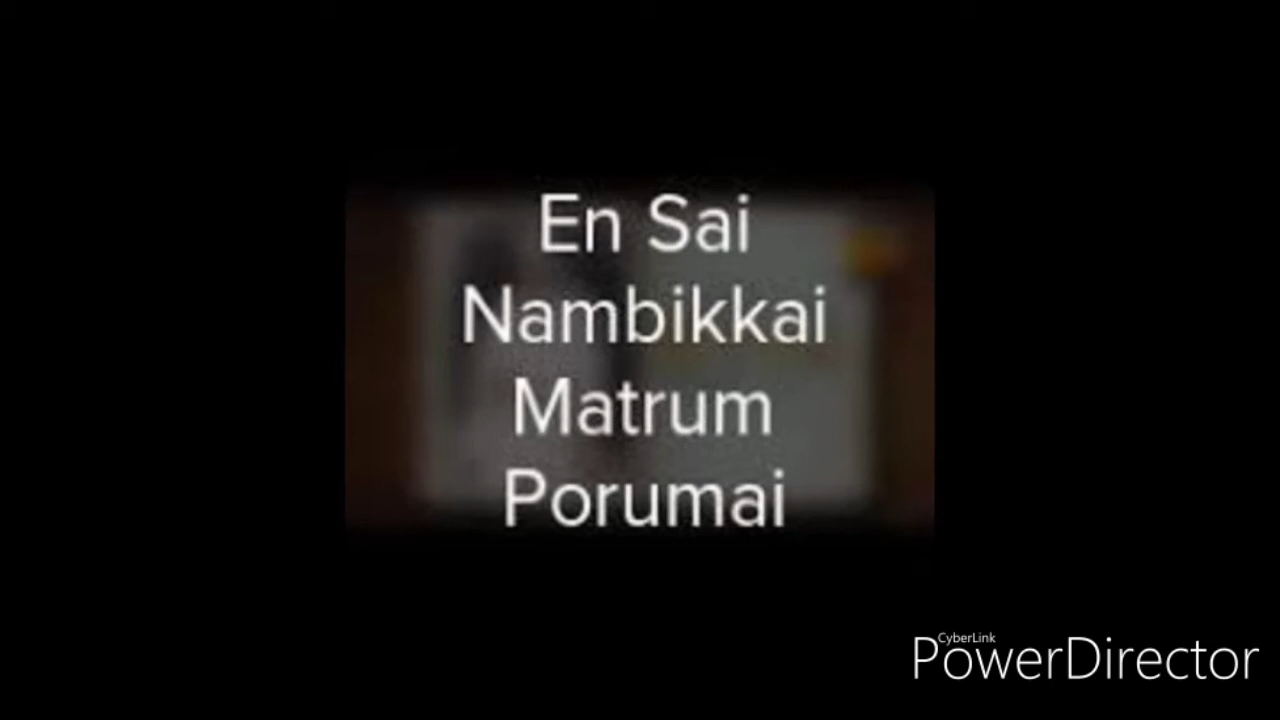 En Sai
Nambikkai
Matrum
Porumai
CyberLink
PowerDirector